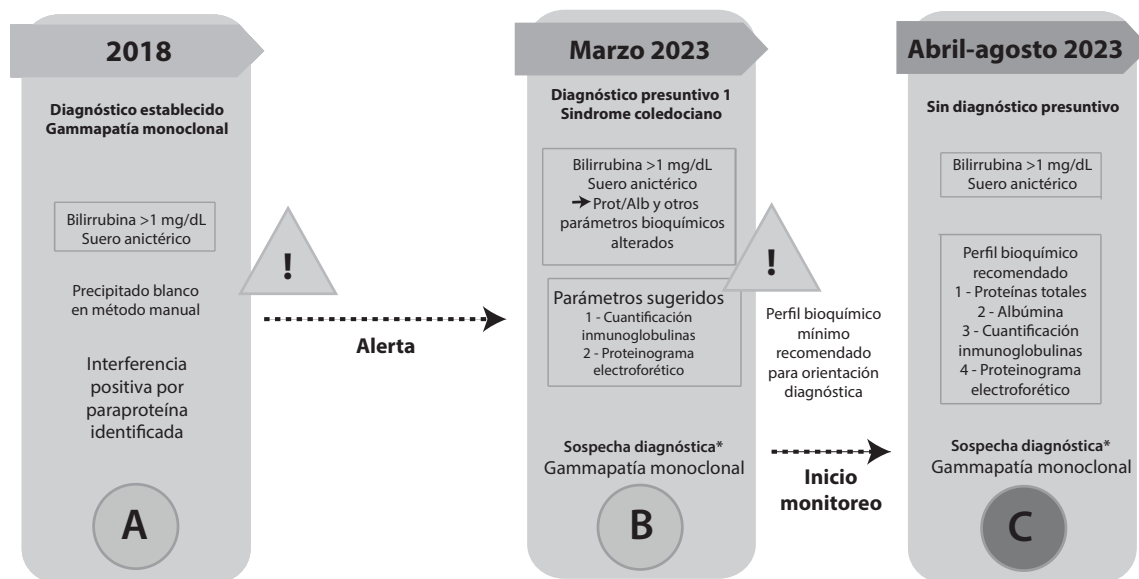 2018
Diagnóstico establecido
Gammapatía monoclonal
Bilirrubina >1 mg/dL
Suero anictérico
Precipitado blanco
en método manual
Interferencia
positiva por
paraproteína
identificada
A
!
Alerta
Marzo 2023
Diagnóstico presuntivo 1
Sindrome coledociano
Bilirrubina >1 mg/dL
Suero anictérico
Prot/Alb y otros
parámetros bioquímicos
alterados
Parámetros sugeridos
1 - Cuantificación
inmunoglobulinas
2 - Proteinograma
electroforético
Sospecha diagnóstica*
Gammapatía monoclonal
B
!
Perfil bioquímico
mínimo
recomendado
para orientación
diagnóstica
Inicio
monitoreo
Abril-agosto 2023
Sin diagnóstico presuntivo
Bilirrubina >1 mg/dL
Suero anictérico
Perfil bioquímico
recomendado
1 - Proteínas totales
2 - Albúmina
3 - Cuantificación
inmunoglobulinas
4 - Proteinograma
electroforético
Sospecha diagnóstica*
Gammapatía monoclonal
C